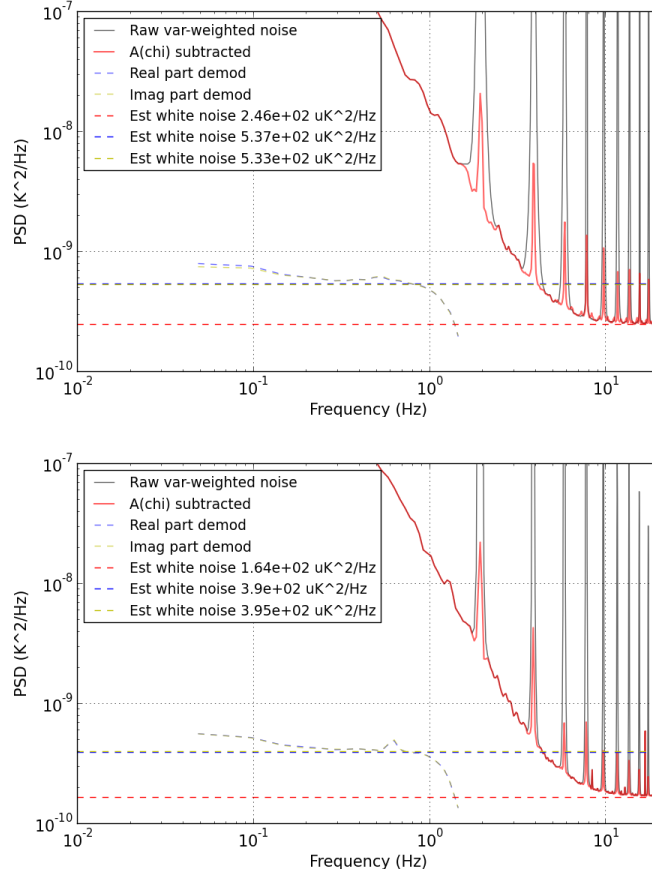 10^-7
Raw var-weighted noise
A(chi) subtracted
Real part demod
Imag part demod
Est white noise 2.46e+02 uK^2/Hz
Est white noise 5.37e+02 uK^2/Hz
Est white noise 5.33e+02 uK^2/Hz
10^-8
PSD (K^2/Hz)
10^-9
10^-10
10^-2
10^-1
10^0
10^1
Frequency (Hz)
10^-7
Raw var-weighted noise
A(chi) subtracted
Real part demod
Imag part demod
Est white noise 1.64e+02 uK^2/Hz
Est white noise 3.9e+02 uK^2/Hz
Est white noise 3.95e+02 uK^2/Hz
10^-8
PSD (K^2/Hz)
10^-9
10^-10
10^-2
10^-1
10^0
10^1
Frequency (Hz)